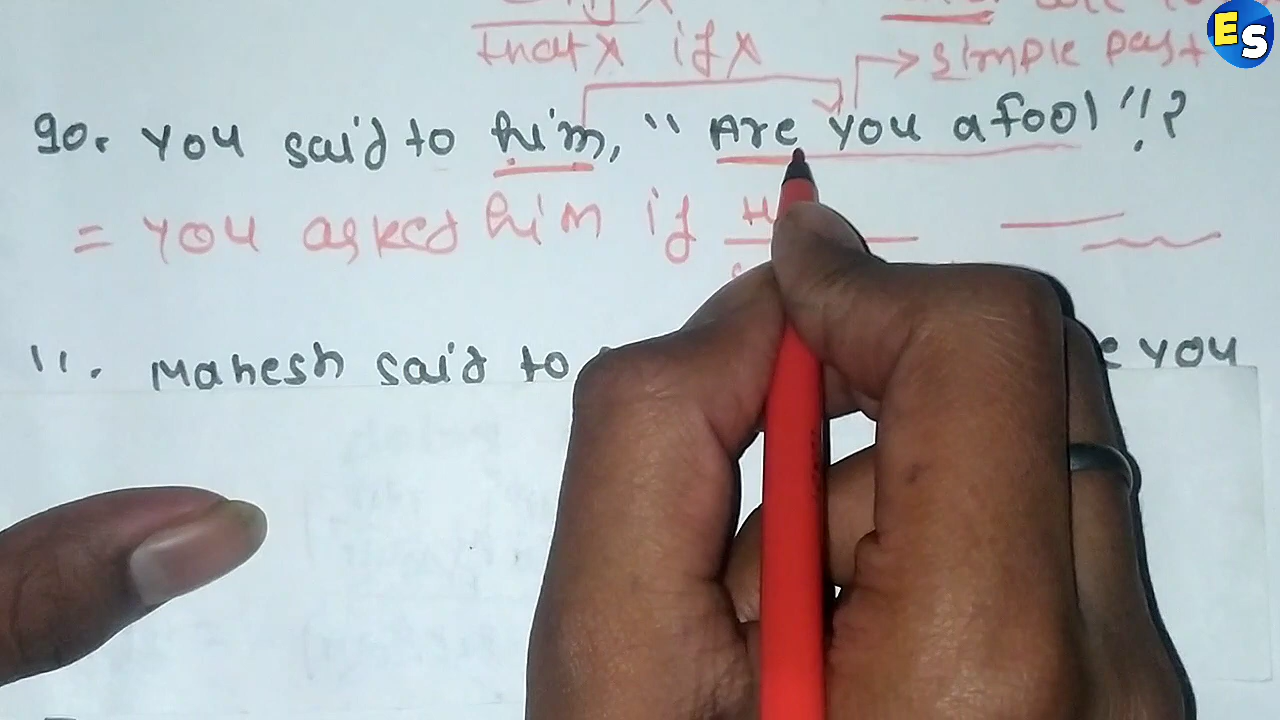 that x if x
simple past
90. You said to him, "Are you a fool"!?
= You asked him if
11. Mahesh said to you
ES